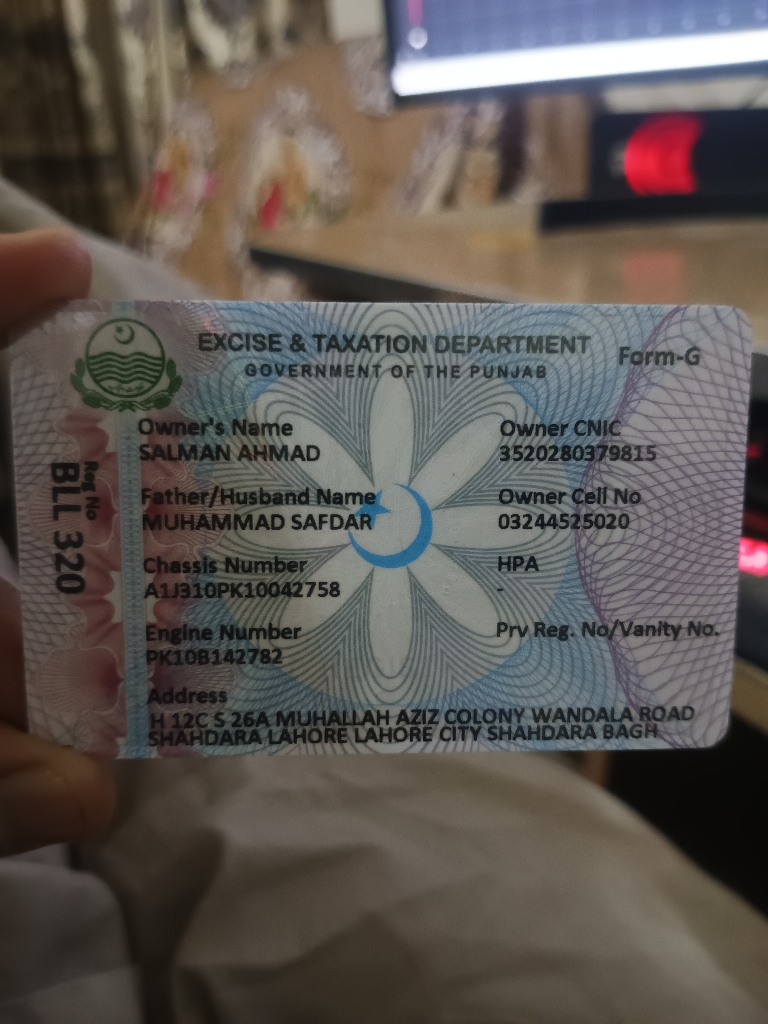 EXCISE & TAXATION DEPARTMENT
Form-G
GOVERNMENT OF THE PUNJAB
Reg No
BLL 320
Owner's Name
SALMAN AHMAD
Owner CNIC
3520280379815
Father/Husband Name
MUHAMMAD SAFDAR
Owner Cell No
03244525020
Chassis Number
A1J310PK10042758
HPA
-
Engine Number
PK10B142782
Prv Reg. No/Vanity No.
Address
H 12C S 26A MUHALLAH AZIZ COLONY WANDALA ROAD
SHAHDARA LAHORE LAHORE CITY SHAHDARA BAGH